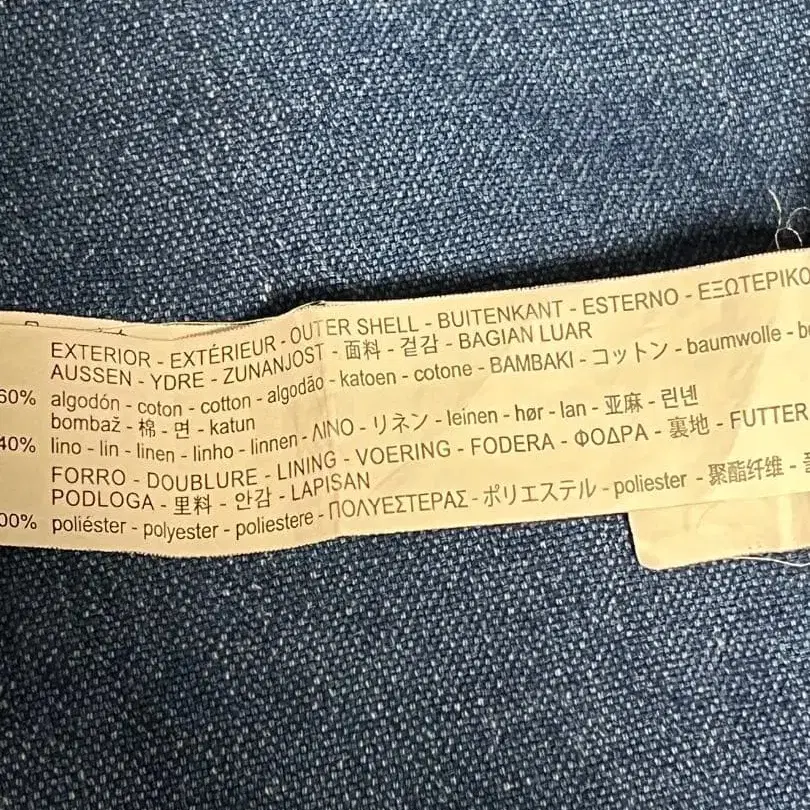 EXTERIOR - EXTÉRIEUR - OUTER SHELL - BUITENKANT - ESTERNO - ΕΞΩΤΕΡΙΚΟ
AUSSEN - YDRE - ZUNANJOST - 面料 - 겉감 - BAGIAN LUAR
60% algodón - coton - cotton - algodão - katoen - cotone - ΒΑΜΒΑΚΙ - コットン - baumwolle -
bombaž - 棉 - 면 - katun
40% lino - lin - linen - linho - linnen - ΛΙΝΟ - リネン - leinen - hør - lan - 亚麻 - 린넨
FORRO - DOUBLURE - LINING - VOERING - FODERA - ΦΟΔΡΑ - 裏地 - FUTTER
PODLOGA - 里料 - 안감 - LAPISAN
00% poliéster - polyester - poliestere - ΠΟΛΥΕΣΤΕΡΑΣ - ポリエステル - poliester - 聚酯纤维 -